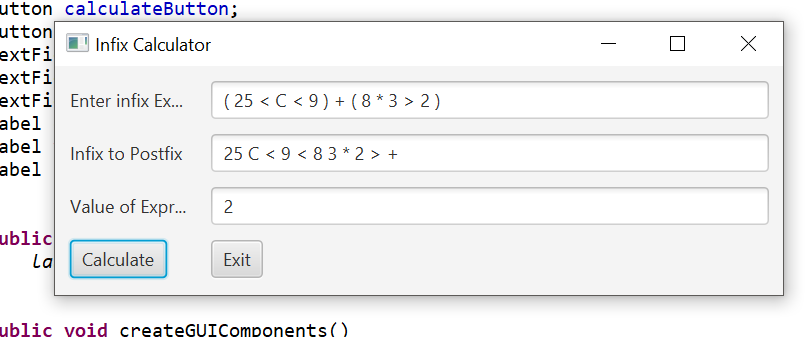 utton calculateButton;
utton
Infix Calculator
extFi
extFi
extFi
Enter infix Ex...
( 25 < C < 9 ) + ( 8 * 3 > 2 )
abel
abel
abel
Infix to Postfix
25 C < 9 < 8 3 * 2 > +
Value of Expr...
2
ublic
la
Calculate
Exit
ublic void createGUIComponents()